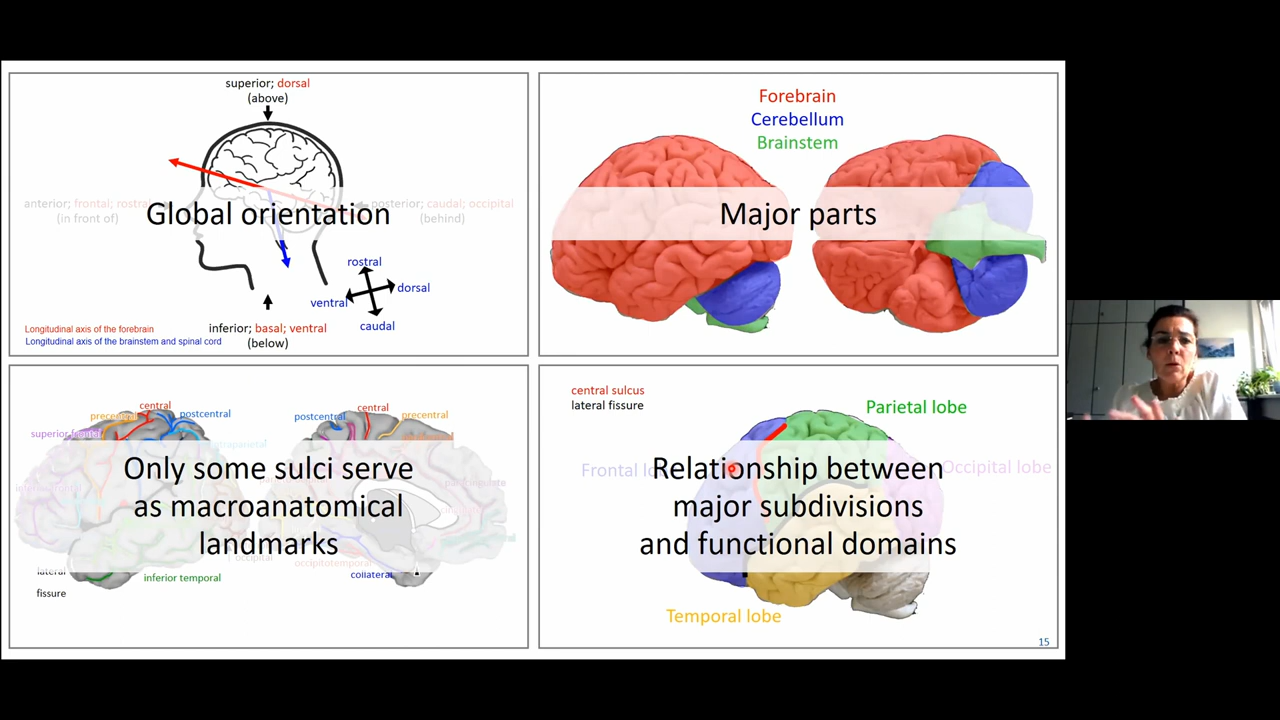 superior; dorsal
(above)
anterior; frontal; rostral
(in front of)
posterior; caudal; occipital
(behind)
Global orientation
rostral
dorsal
ventral
caudal
inferior; basal; ventral
(below)
Longitudinal axis of the forebrain
Longitudinal axis of the brainstem and spinal cord
Forebrain
Cerebellum
Brainstem
Major parts
central
precentral
postcentral
superior frontal
intraparietal
inferior frontal
postcentral
central
precentral
Only some sulci serve
as macroanatomical
landmarks
occipital
occipitotemporal
lateral
fissure
inferior temporal
collateral
central sulcus
lateral fissure
Parietal lobe
Frontal lo
Occipital lobe
Relationship between
major subdivisions
and functional domains
Temporal lobe
15